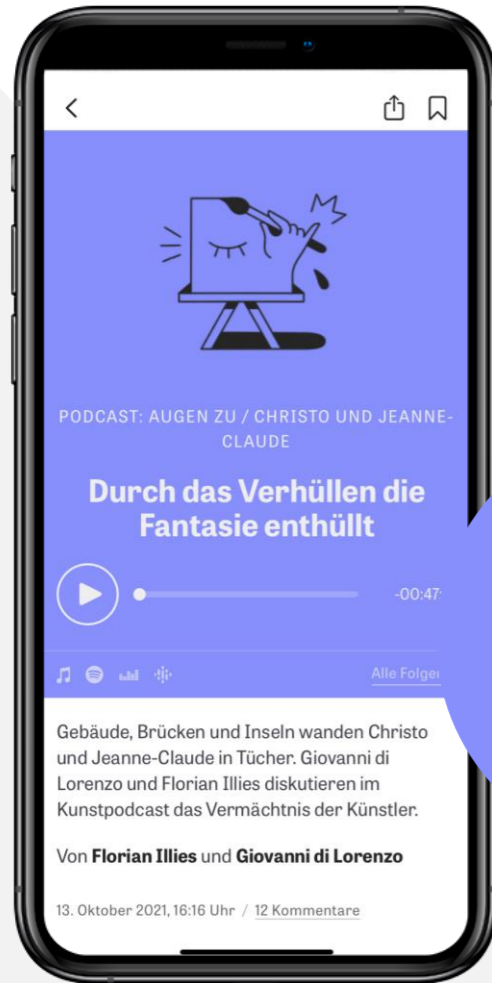 PODCAST: AUGEN ZU / CHRISTO UND JEANNE-
CLAUDE
Durch das Verhüllen die
Fantasie enthüllt
-00:47:
Alle Folgen
Gebäude, Brücken und Inseln wanden Christo
und Jeanne-Claude in Tücher. Giovanni di
Lorenzo und Florian Illies diskutieren im
Kunstpodcast das Vermächtnis der Künstler.
Von Florian Illies und Giovanni di Lorenzo
13. Oktober 2021, 16:16 Uhr / 12 Kommentare